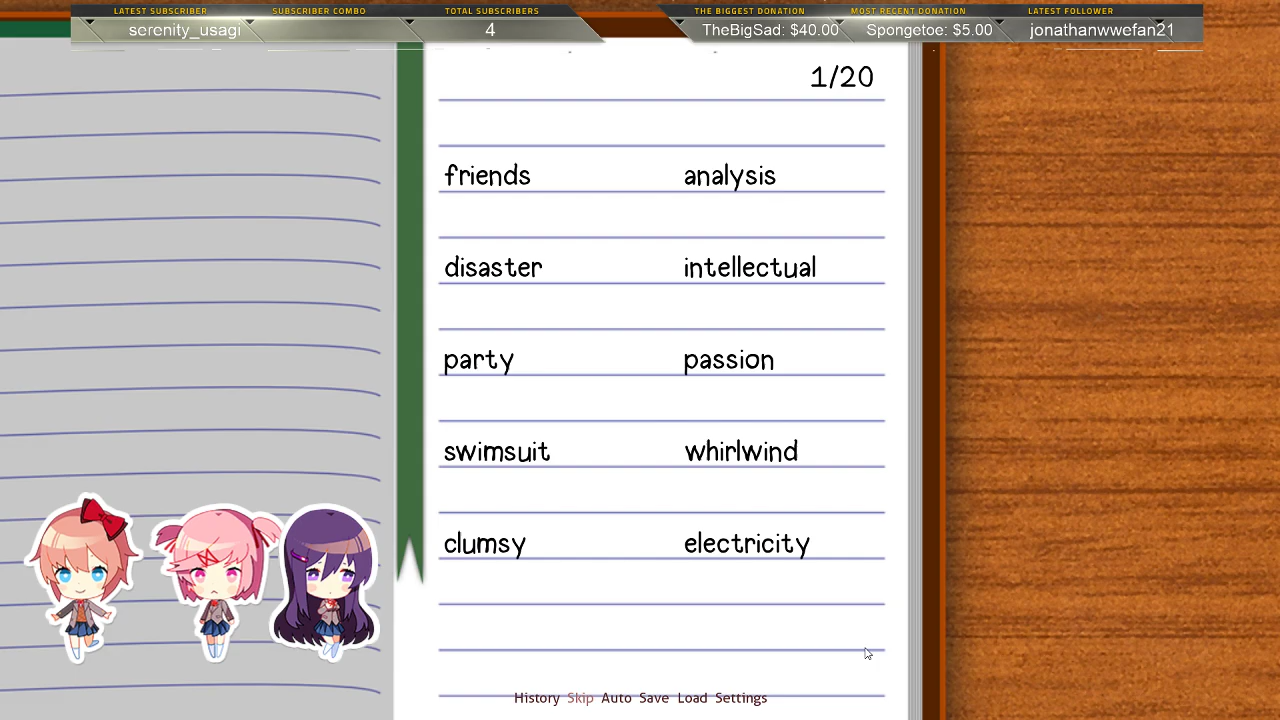 LATEST SUBSCRIBER SUBSCRIBER COMBO TOTAL SUBSCRIBERS THE BIGGEST DONATION MOST RECENT DONATION LATEST FOLLOWER
serenity_usagi 4 TheBigSad: $40.00 Spongetoe: $5.00 jonathanwwefan21
1/20
friends analysis
disaster intellectual
party passion
swimsuit whirlwind
clumsy electricity
History Skip Auto Save Load Settings